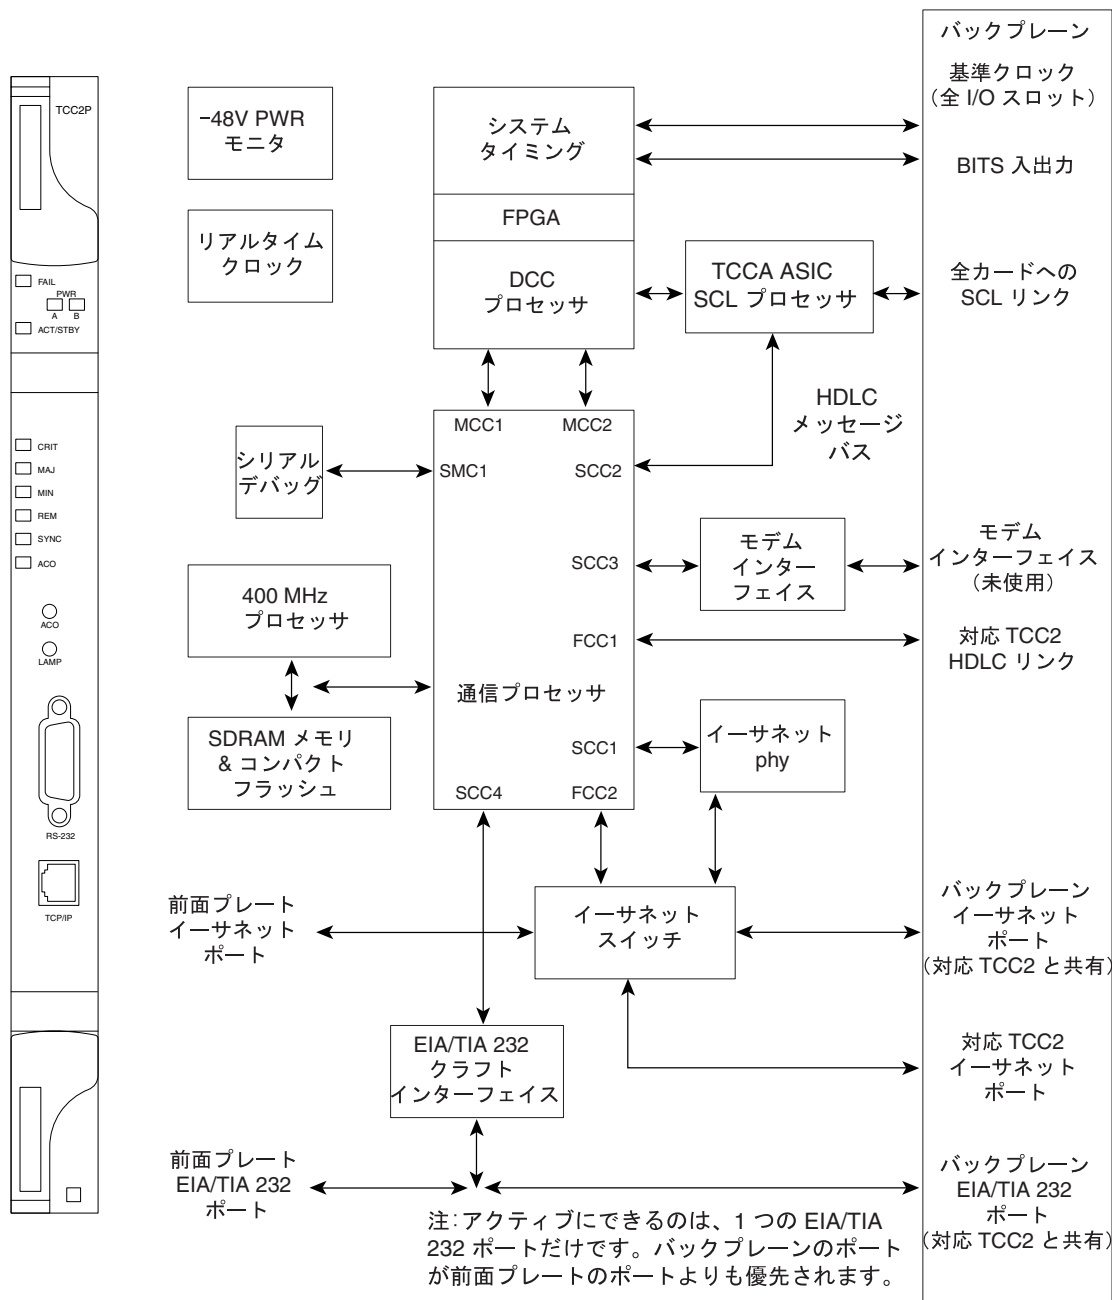 TCC2P
FAIL
PWR
A B
ACT/STBY
CRIT
MAJ
MIN
REM
SYNC
ACO
ACO
LAMP
RS-232
TCP/IP
−48V PWR
モニタ
リアルタイム
クロック
システム
タイミング
FPGA
DCC
プロセッサ
TCCA ASIC
SCL プロセッサ
HDLC
メッセージ
バス
MCC1 MCC2
シリアル
デバッグ
SMC1 SCC2
SCC3
モデム
インター
フェイス
400 MHz
プロセッサ
FCC1
通信プロセッサ
SDRAM メモリ
& コンパクト
フラッシュ
SCC1
イーサネット
phy
SCC4 FCC2
前面プレート
イーサネット
ポート
イーサネット
スイッチ
EIA/TIA 232
クラフト
インターフェイス
前面プレート
EIA/TIA 232
ポート
注:アクティブにできるのは、1 つの EIA/TIA
232 ポートだけです。バックプレーンのポート
が前面プレートのポートよりも優先されます。
バックプレーン
基準クロック
(全 I/O スロット)
BITS 入出力
全カードへの
SCL リンク
モデム
インターフェイス
(未使用)
対応 TCC2
HDLC リンク
バックプレーン
イーサネット
ポート
(対応 TCC2 と共有)
対応 TCC2
イーサネット
ポート
バックプレーン
EIA/TIA 232
ポート
(対応 TCC2 と共有)